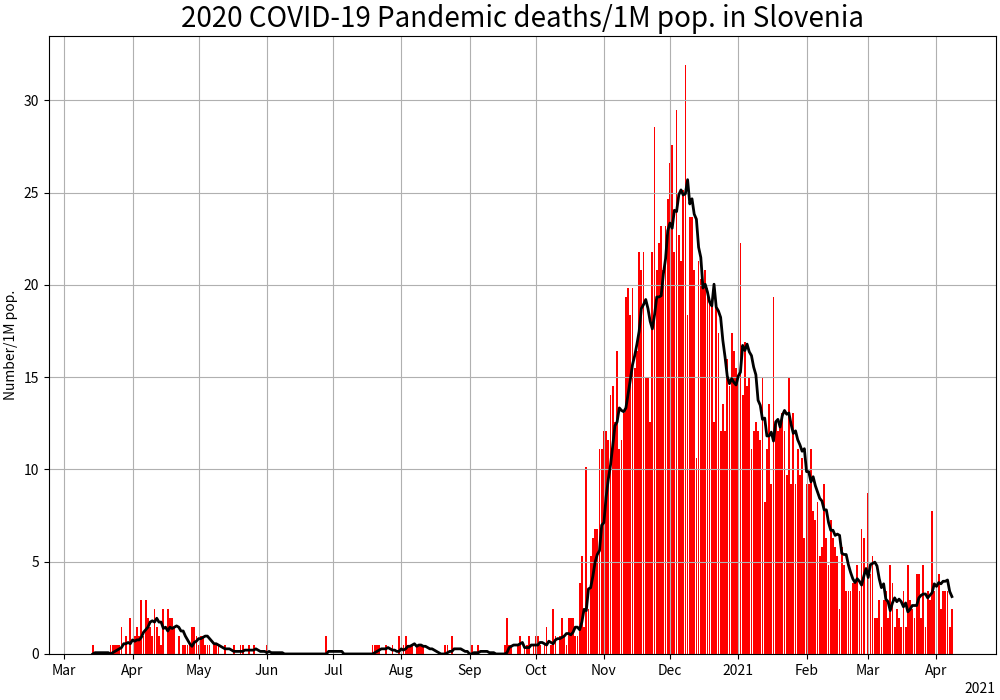 2020 COVID-19 Pandemic deaths/1M pop. in Slovenia
Number/1M pop.
30
25
20
15
10
5
0
Mar Apr May Jun Jul Aug Sep Oct Nov Dec 2021 Feb Mar Apr
2021